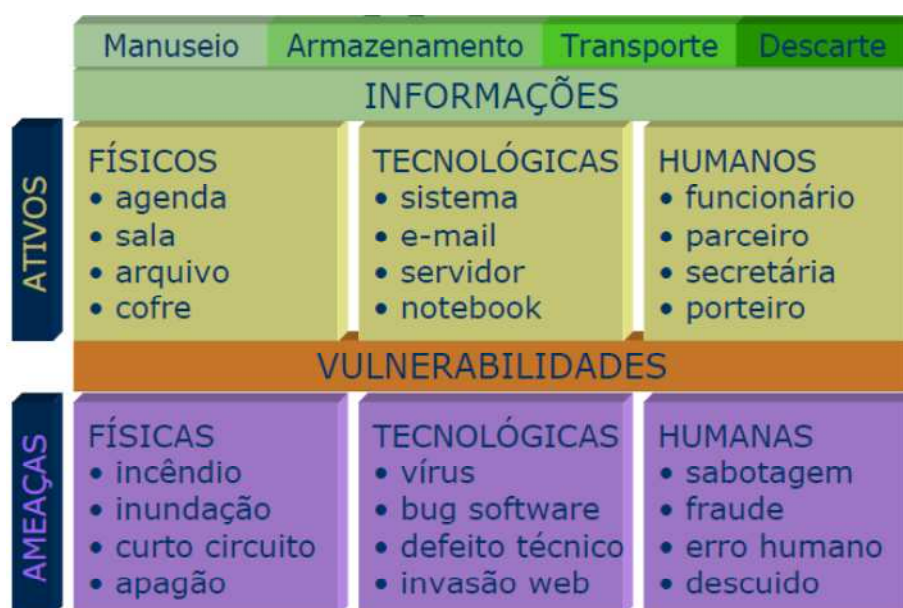 Manuseio Armazenamento Transporte Descarte
INFORMAÇÕES
ATIVOS
FÍSICOS
• agenda
• sala
• arquivo
• cofre
TECNOLÓGICAS
• sistema
• e-mail
• servidor
• notebook
HUMANOS
• funcionário
• parceiro
• secretária
• porteiro
VULNERABILIDADES
AMEAÇAS
FÍSICAS
• incêndio
• inundação
• curto circuito
• apagão
TECNOLÓGICAS
• vírus
• bug software
• defeito técnico
• invasão web
HUMANAS
• sabotagem
• fraude
• erro humano
• descuido